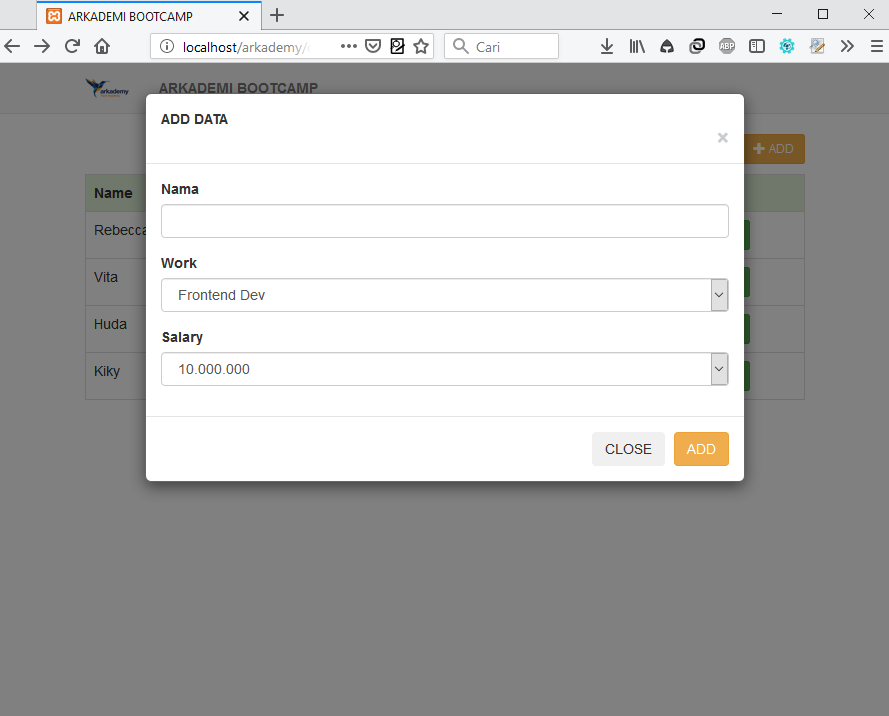 ARKADEMI BOOTCAMP
localhost/arkademy/
Cari
ABP
arkademy
ARKADEMI BOOTCAMP
ADD DATA
×
ADD
Name
Nama
Rebecca
Work
Vita
Frontend Dev
Huda
Salary
Kiky
10.000.000
CLOSE
ADD